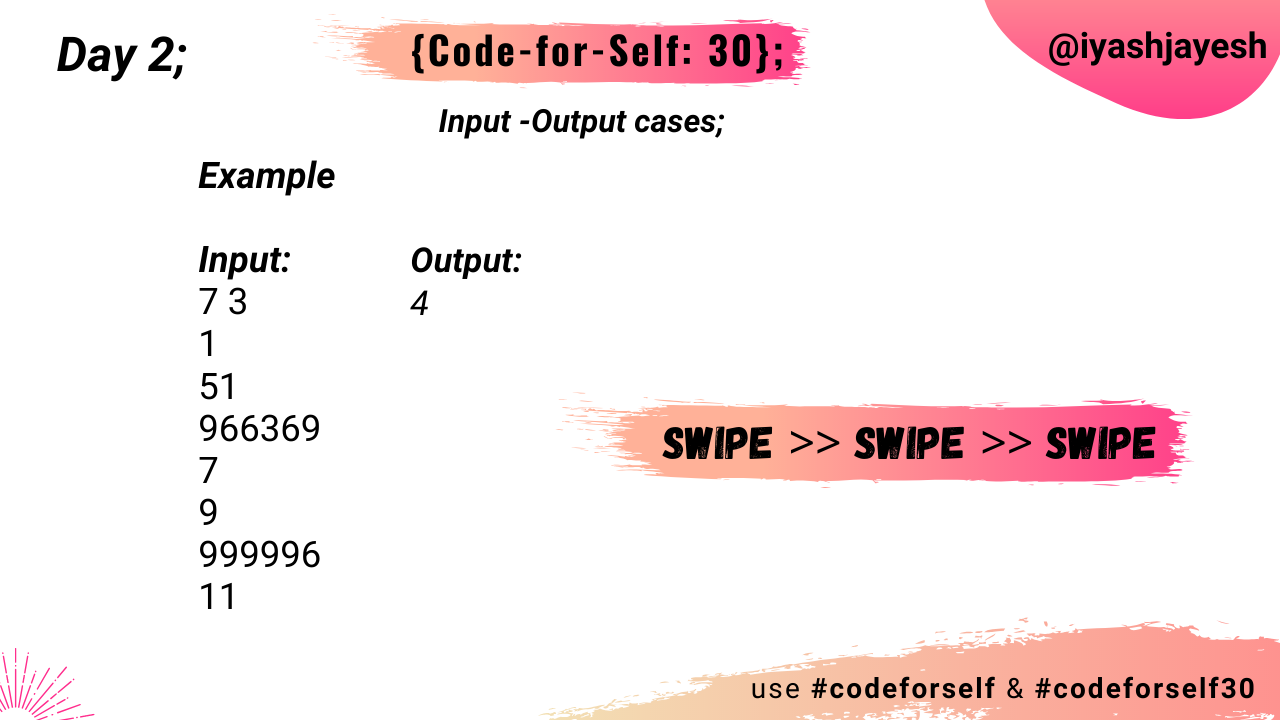 Day 2;
{Code-for-Self: 30};
@iyashjayesh
Input -Output cases;
Example
Input:
Output:
7 3
4
1
51
966369
7
9
999996
11
SWIPE >> SWIPE >> SWIPE
use #codeforself & #codeforself30